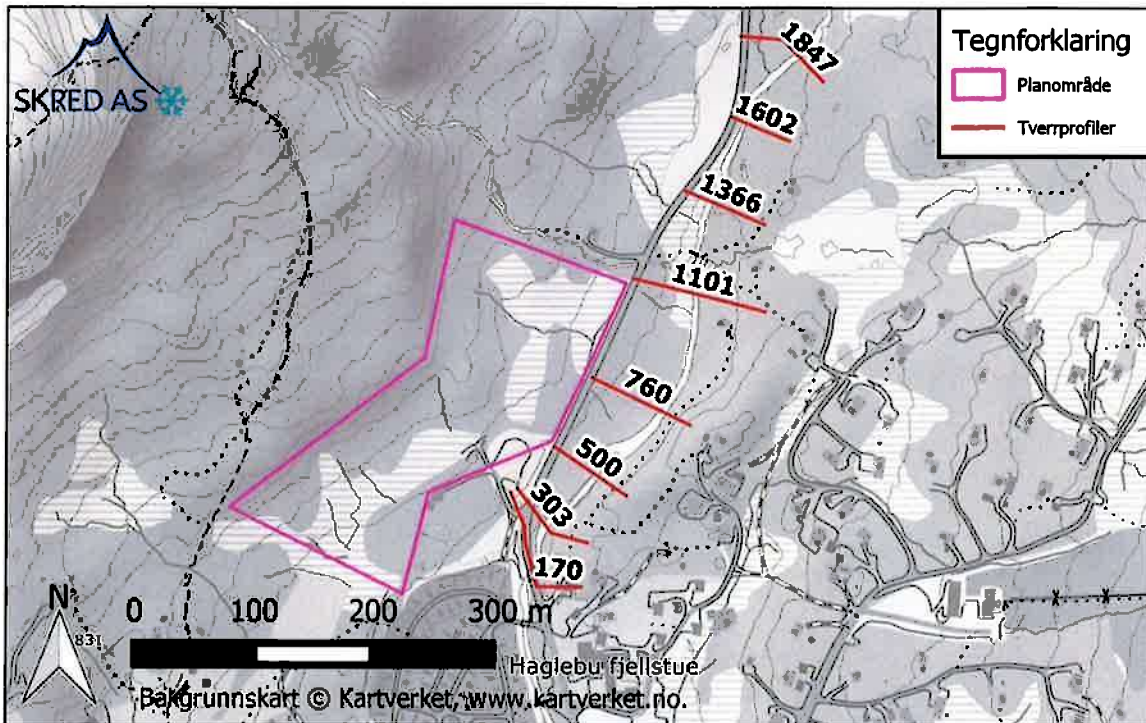 SKRED AS
Tegnforklaring
Planområde
Tverrprofiler
1847
1602
1366
1101
760
500
303
170
N
831
0 100 200 300 m
Haglebu fjellstue
Bakgrunnskart © Kartverket, www.kartverket.no.